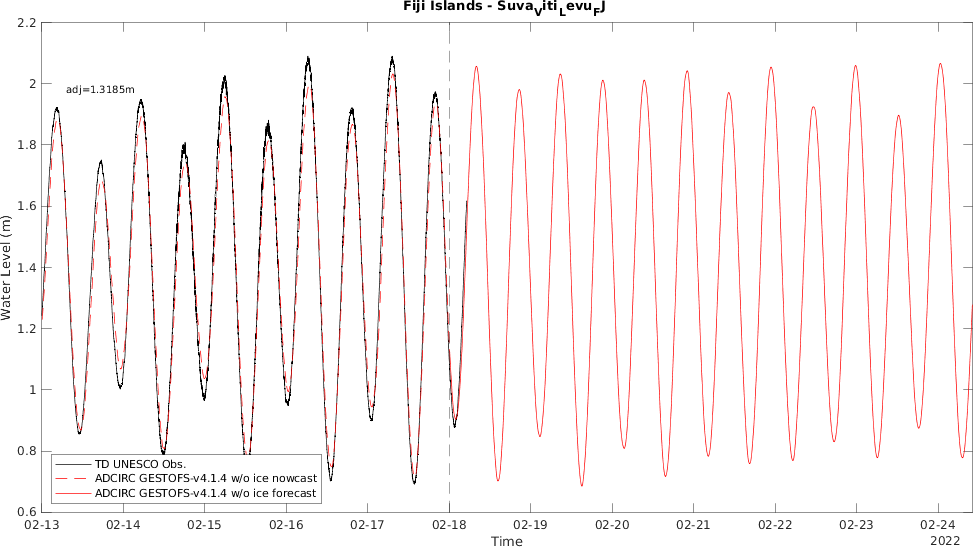 Fiji Islands - SuvaVitiLevuFJ
2.2
2
1.8
1.6
1.4
1.2
1
0.8
0.6
Water Level (m)
adj=1.3185m
TD UNESCO Obs.
ADCIRC GESTOFS-v4.1.4 w/o ice nowcast
ADCIRC GESTOFS-v4.1.4 w/o ice forecast
02-13 02-14 02-15 02-16 02-17 02-18 02-19 02-20 02-21 02-22 02-23 02-24
Time
2022